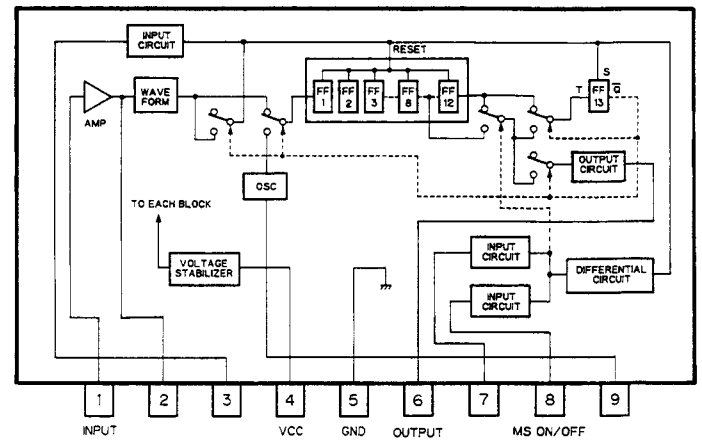 INPUT
CIRCUIT
RESET
S
WAVE
FORM
FF
1
FF
2
FF
3
FF
8
FF
12
T
FF
13
Q
AMP
OSC
OUTPUT
CIRCUIT
TO EACH BLOCK
VOLTAGE
STABILIZER
INPUT
CIRCUIT
INPUT
CIRCUIT
DIFFERENTIAL
CIRCUIT
1
2
3
4
5
6
7
8
9
INPUT
VCC
GND
OUTPUT
MS ON/OFF